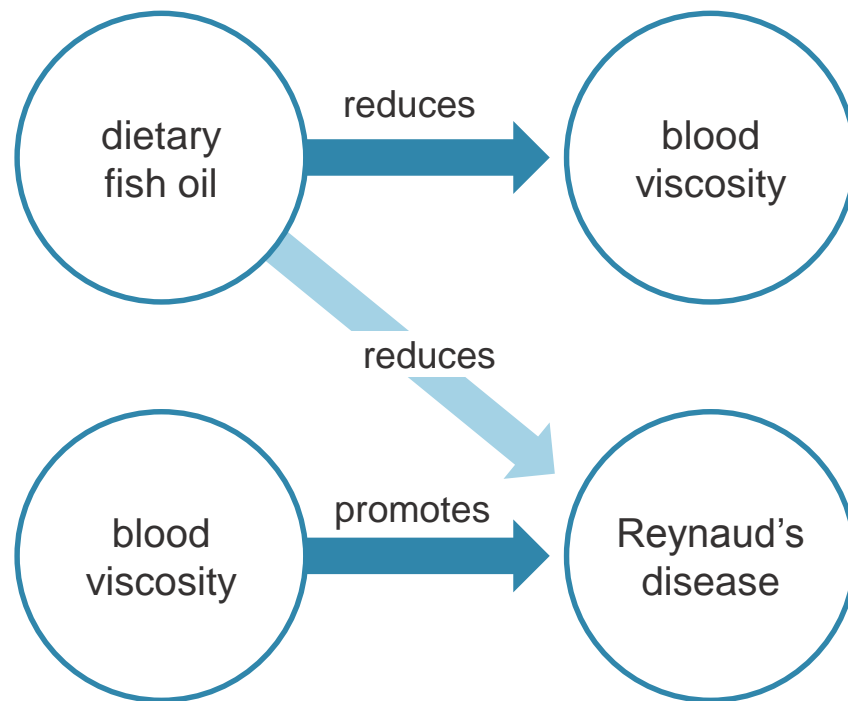 reduces
dietary
fish oil
blood
viscosity
reduces
promotes
blood
viscosity
Reynaud's
disease